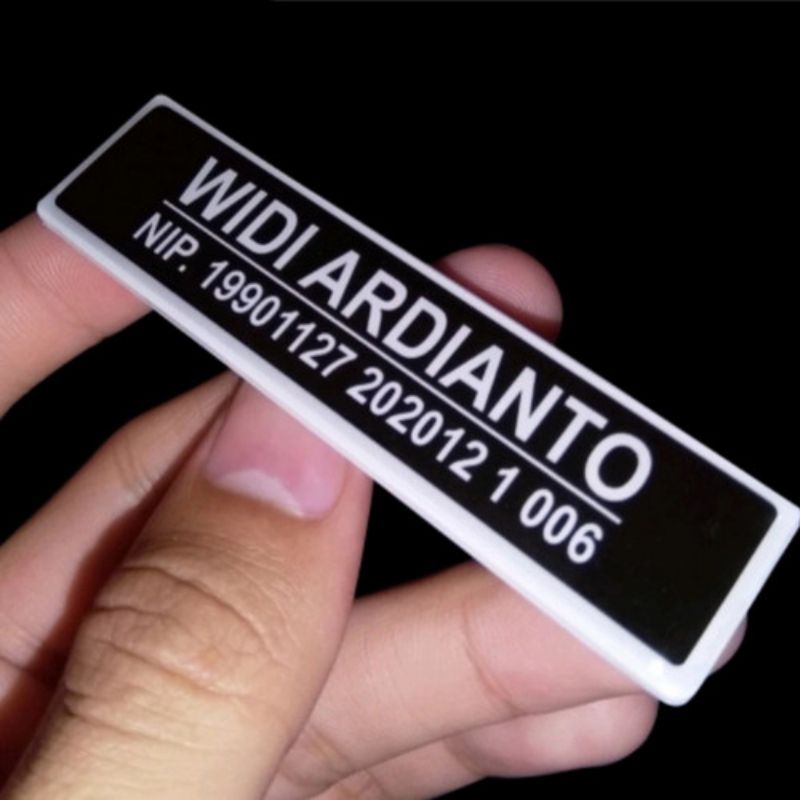 WIDI ARDIANTO
NIP. 19901127 202012 1 006